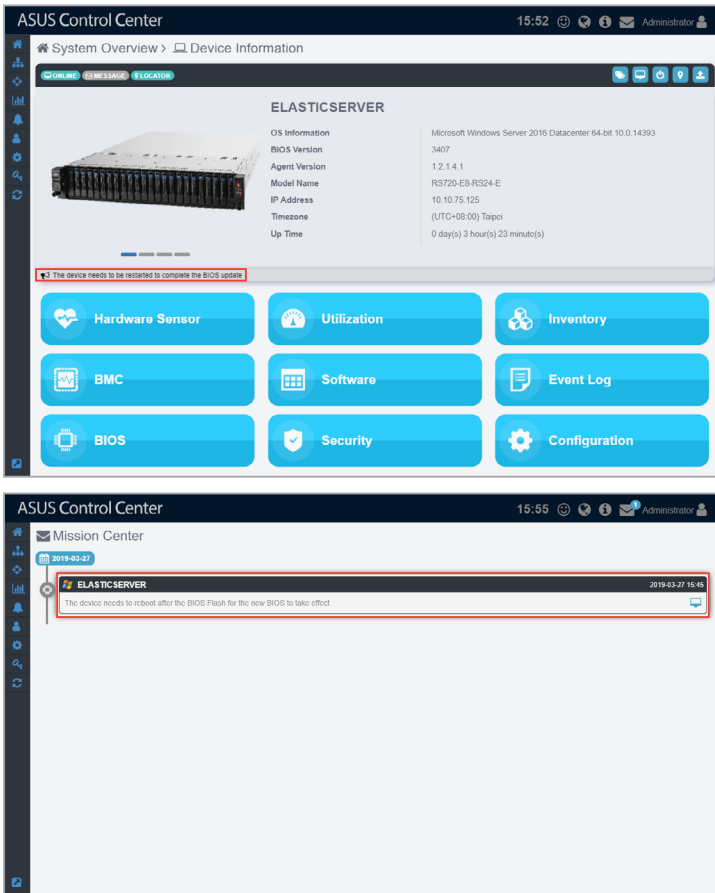 ASUS Control Center
15:52
Administrator
System Overview > Device Information
ONLINE
MESSAGE
LOCATOR
ELASTICSERVER
OS Information
Microsoft Windows Server 2016 Datacenter 64-bit 10.0.14393
BIOS Version
3407
Agent Version
1.2.1.4.1
Model Name
RS720-E8-RS24-E
IP Address
10.10.75.125
Timezone
(UTC+08:00) Taipei
Up Time
0 day(s) 3 hour(s) 23 minute(s)
The device needs to be restarted to complete the BIOS update
Hardware Sensor
Utilization
Inventory
BMC
Software
Event Log
BIOS
Security
Configuration
ASUS Control Center
15:55
1
Administrator
Mission Center
2019-03-27
ELASTICSERVER
2019-03-27 15:45
The device needs to reboot after the BIOS Flash for the new BIOS to take effect